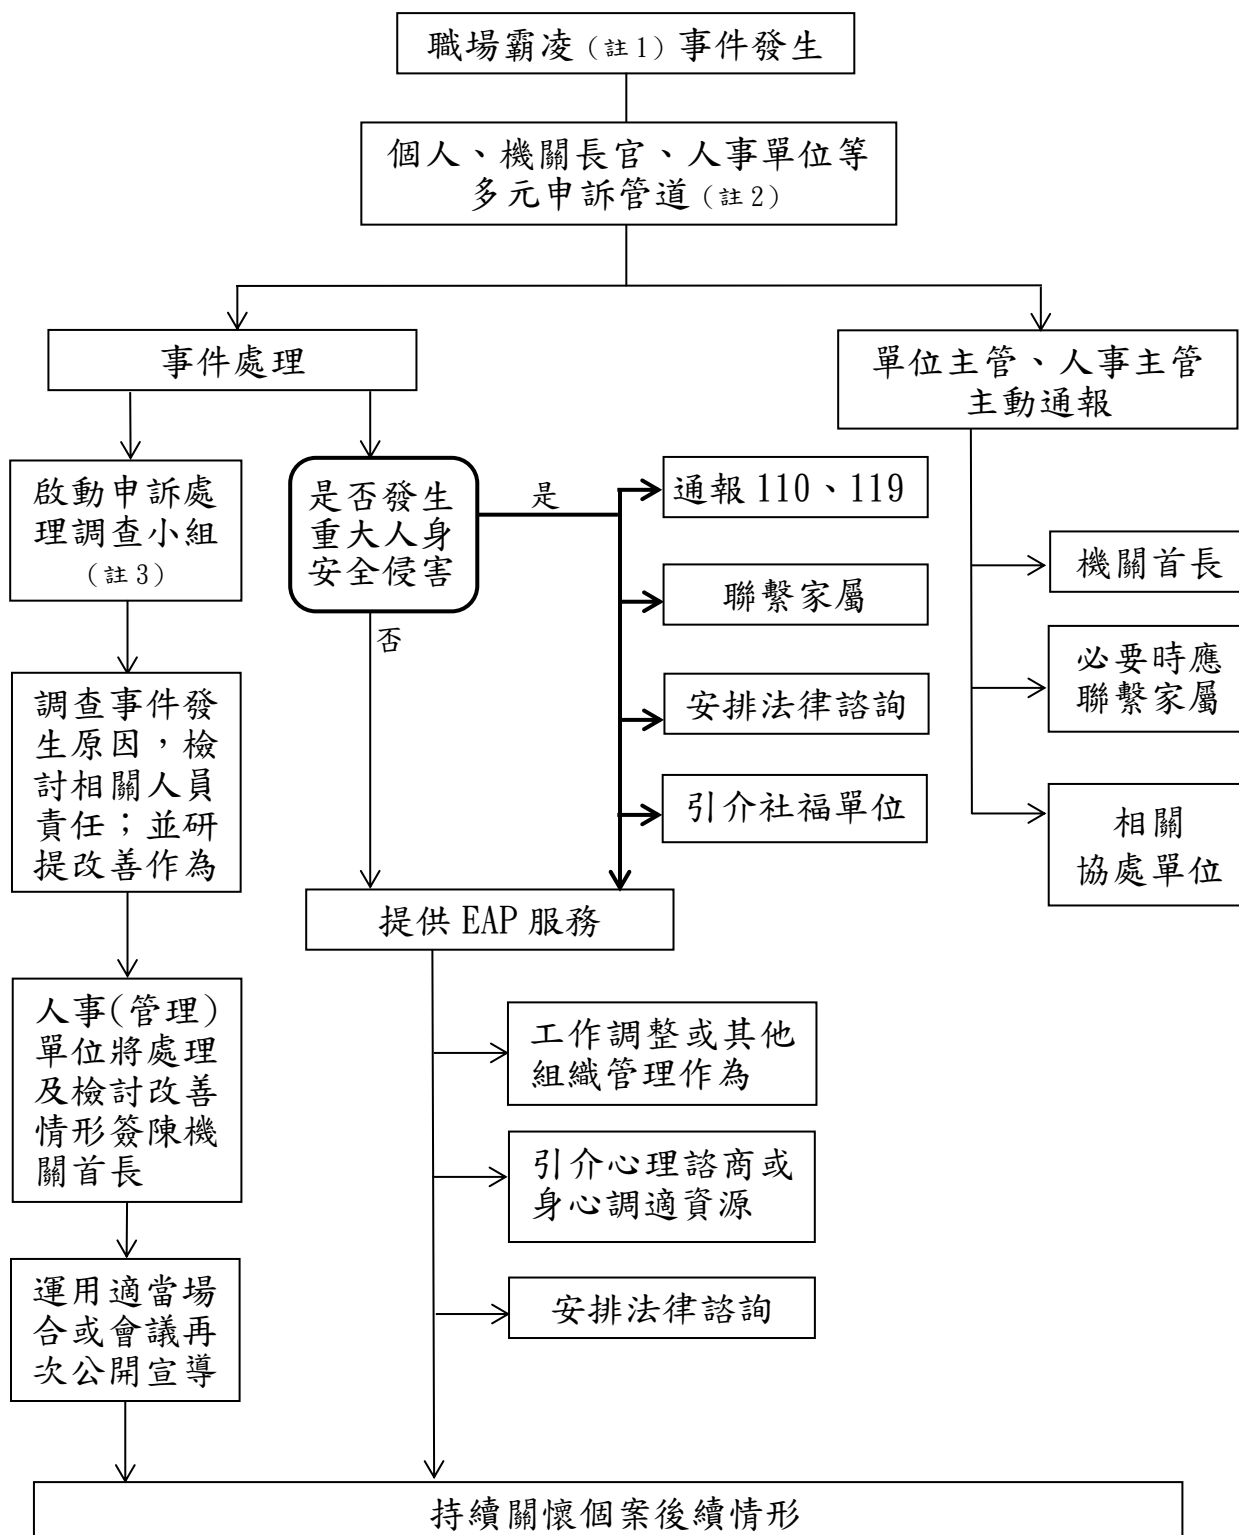 職場霸凌（註1）事件發生
個人、機關長官、人事單位等
多元申訴管道（註2）
事件處理
單位主管、人事主管
主動通報
啟動申訴處
理調查小組
（註3）
是否發生
重大人身
安全侵害
是
否
通報 110、119
聯繫家屬
安排法律諮詢
引介社福單位
機關首長
必要時應
聯繫家屬
相關
協處單位
調查事件發
生原因，檢
討相關人員
責任；並研
提改善作為
提供 EAP 服務
人事(管理)
單位將處理
及檢討改善
情形簽陳機
關首長
工作調整或其他
組織管理作為
引介心理諮商或
身心調適資源
安排法律諮詢
運用適當場
合或會議再
次公開宣導
持續關懷個案後續情形